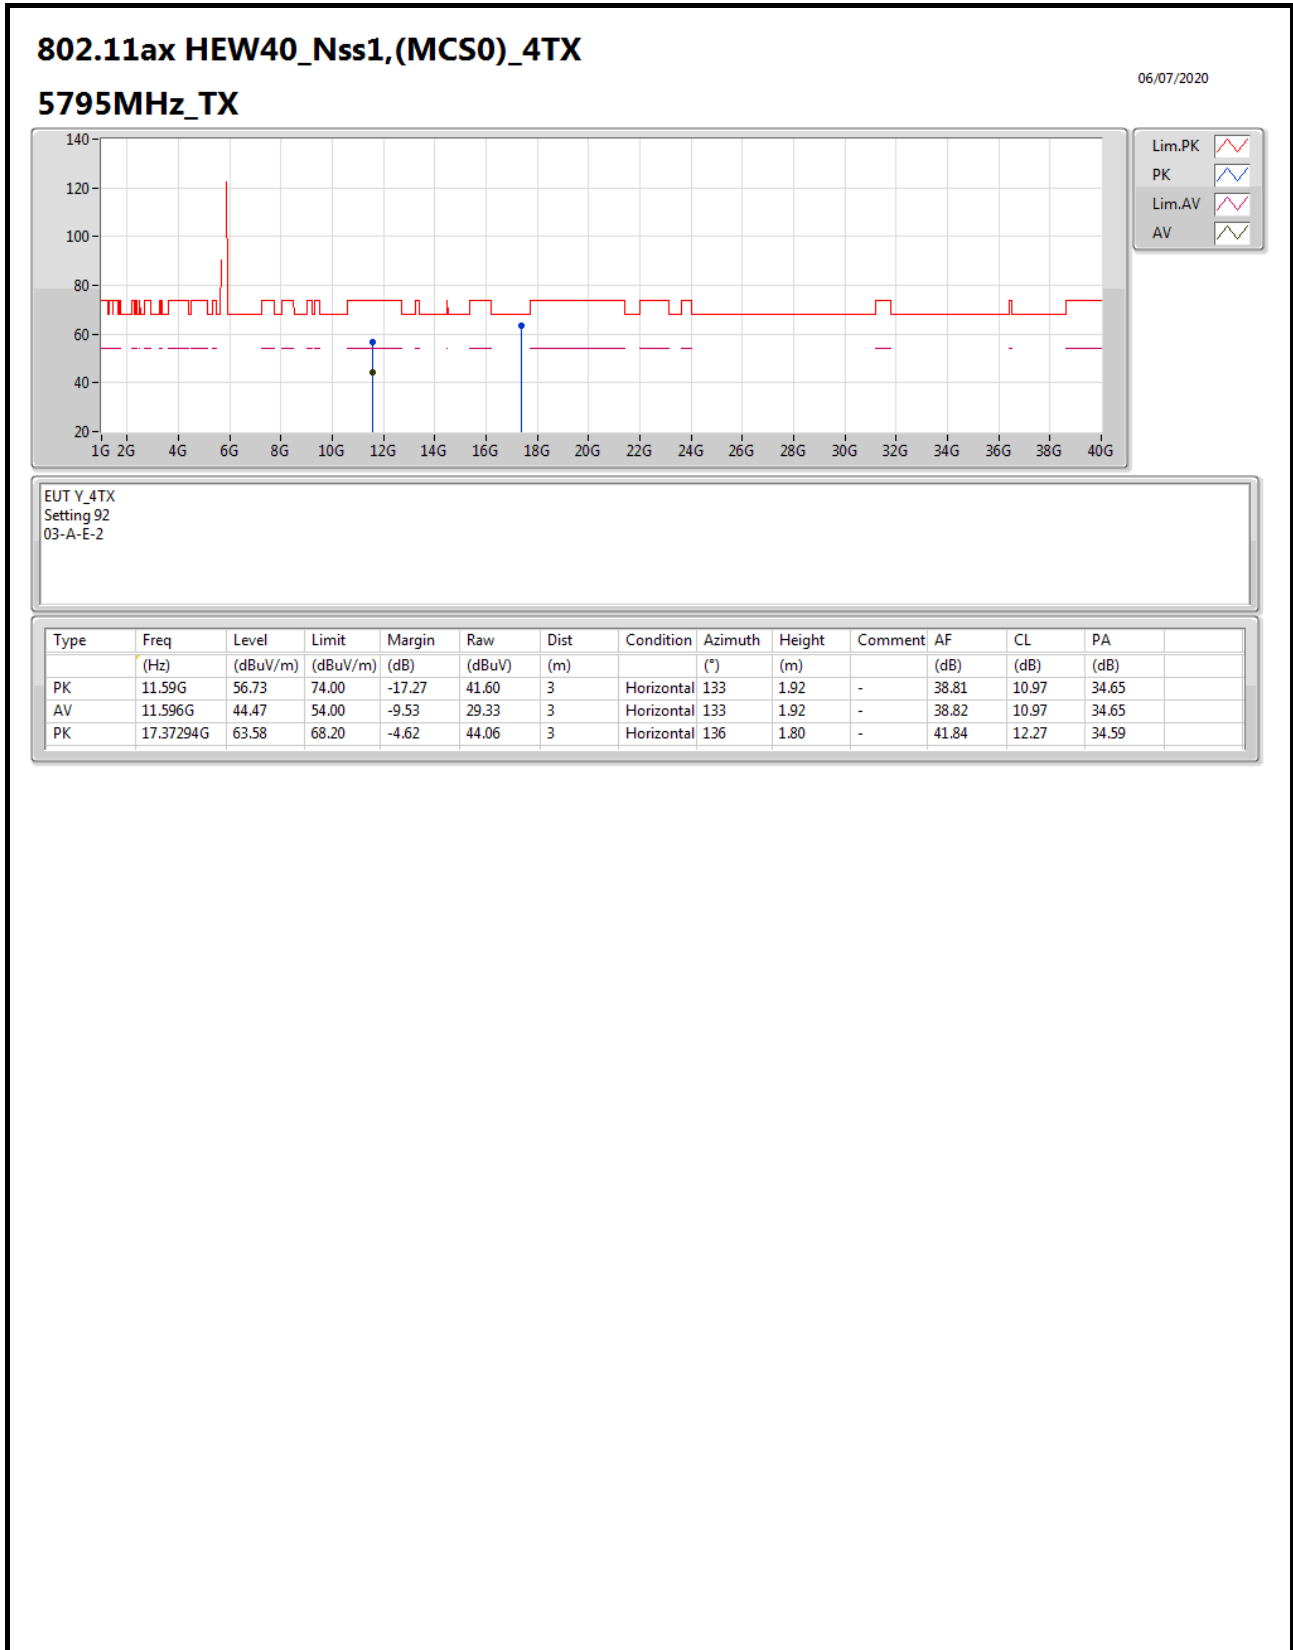 802.11ax HEW40_Nss1,(MCS0)_4TX
06/07/2020
5795MHz_TX
140
120
100
80
60
40
20
1G 2G 4G 6G 8G 10G 12G 14G 16G 18G 20G 22G 24G 26G 28G 30G 32G 34G 36G 38G 40G
Lim.PK
PK
Lim.AV
AV
EUT Y_4TX
Setting 92
03-A-E-2
Type Freq Level Limit Margin Raw Dist Condition Azimuth Height Comment AF CL PA
(Hz) (dBuV/m) (dBuV/m) (dB) (dBuV) (m) (°) (m) (dB) (dB) (dB)
PK 11.59G 56.73 74.00 -17.27 41.60 3 Horizontal 133 1.92 - 38.81 10.97 34.65
AV 11.596G 44.47 54.00 -9.53 29.33 3 Horizontal 133 1.92 - 38.82 10.97 34.65
PK 17.37294G 63.58 68.20 -4.62 44.06 3 Horizontal 136 1.80 - 41.84 12.27 34.59